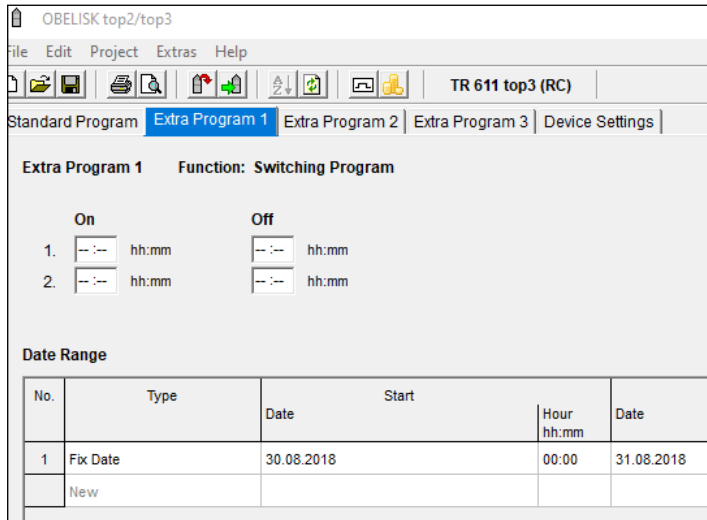 OBELISK top2/top3
File Edit Project Extras Help
TR 611 top3 (RC)
Standard Program Extra Program 1 Extra Program 2 Extra Program 3 Device Settings
Extra Program 1 Function: Switching Program
On Off
1. -- :-- hh:mm -- :-- hh:mm
2. -- :-- hh:mm -- :-- hh:mm
Date Range
No. Type Start
Date Hour Date
hh:mm
1 Fix Date 30.08.2018 00:00 31.08.2018
New